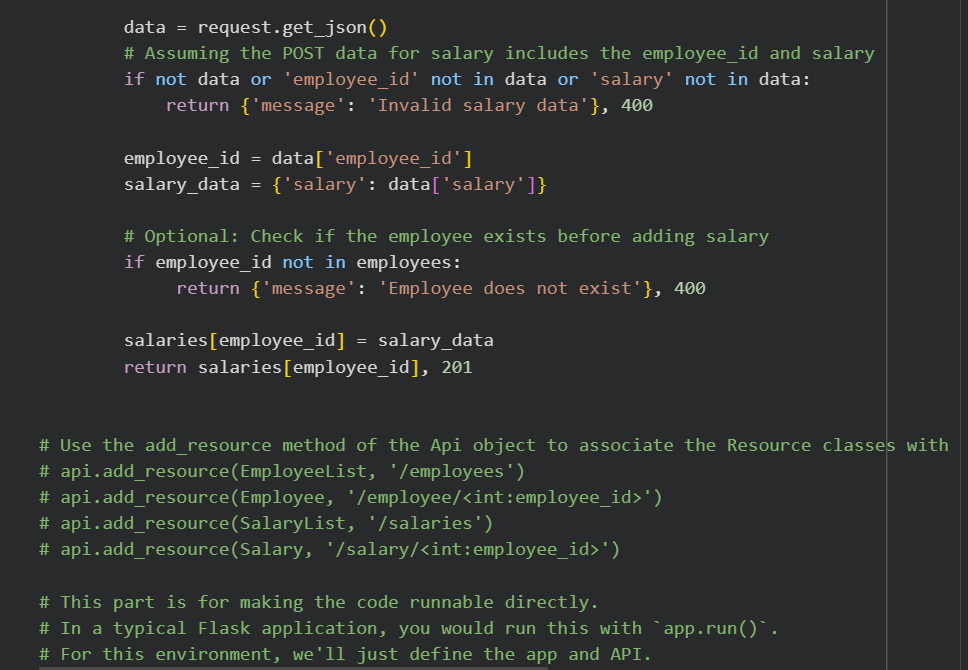 data = request.get_json()
# Assuming the POST data for salary includes the employee_id and salary
if not data or 'employee_id' not in data or 'salary' not in data:
    return {'message': 'Invalid salary data'}, 400

employee_id = data['employee_id']
salary_data = {'salary': data['salary']}

# Optional: Check if the employee exists before adding salary
if employee_id not in employees:
     return {'message': 'Employee does not exist'}, 400

salaries[employee_id] = salary_data
return salaries[employee_id], 201

# Use the add_resource method of the Api object to associate the Resource classes with
# api.add_resource(EmployeeList, '/employees')
# api.add_resource(Employee, '/employee/<int:employee_id>')
# api.add_resource(SalaryList, '/salaries')
# api.add_resource(Salary, '/salary/<int:employee_id>')

# This part is for making the code runnable directly.
# In a typical Flask application, you would run this with `app.run()`.
# For this environment, we'll just define the app and API.